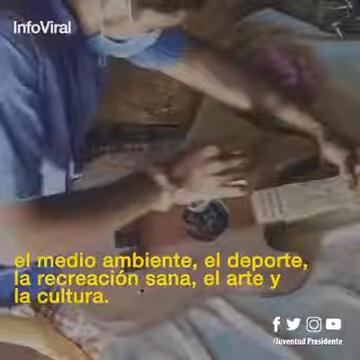 InfoViral
el medio ambiente, el deporte,
la recreación sana, el arte y
la cultura.
/Juventud Presidente